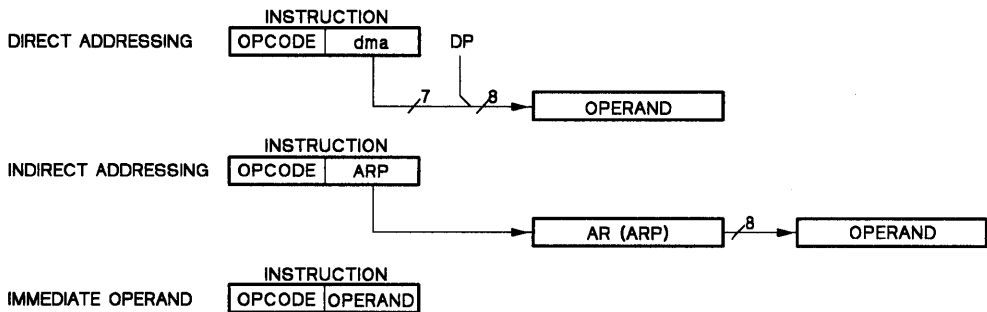 INSTRUCTION
DIRECT ADDRESSING OPCODE dma DP
7 8 OPERAND
INSTRUCTION
INDIRECT ADDRESSING OPCODE ARP
AR (ARP) 8 OPERAND
INSTRUCTION
IMMEDIATE OPERAND OPCODE OPERAND